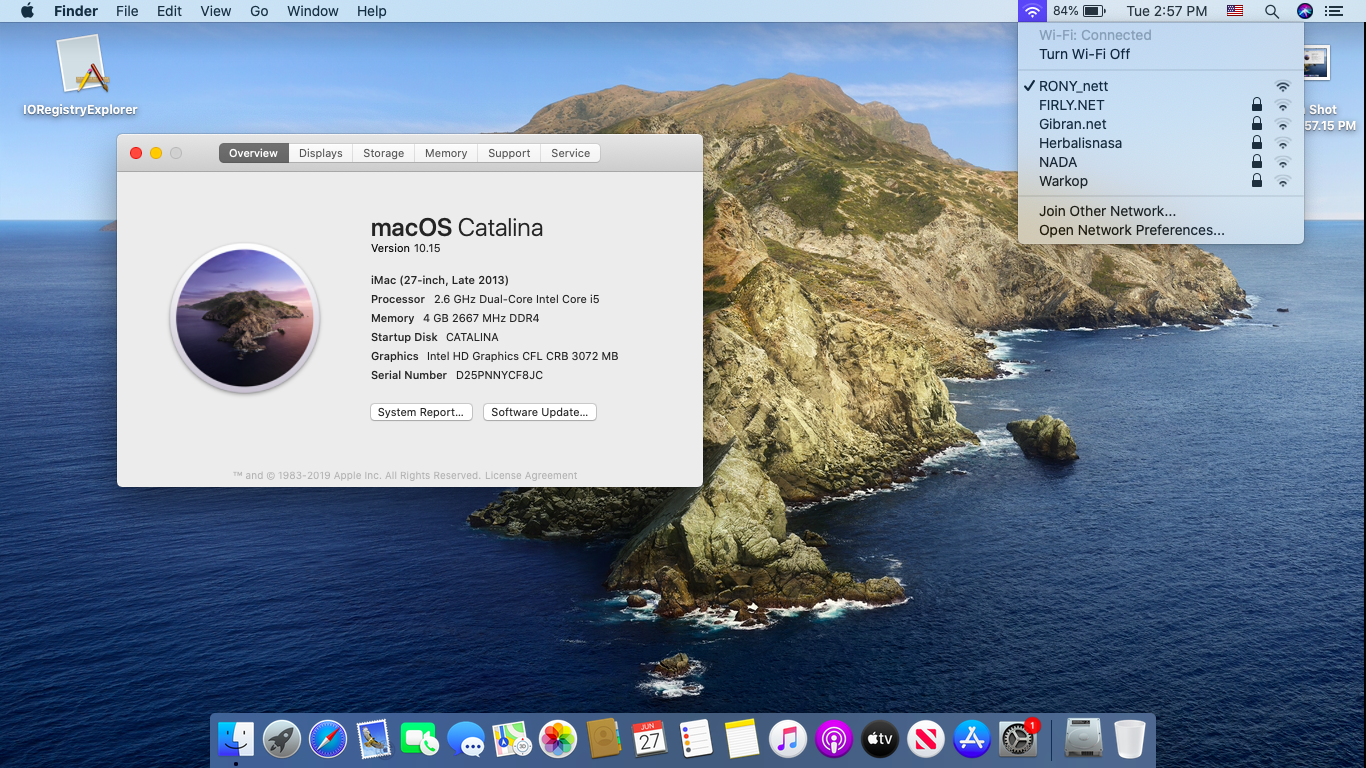 Finder File Edit View Go Window Help 84% Tue 2:57 PM
Wi-Fi: Connected
Turn Wi-Fi Off
RONY_nett
FIRLY.NET
Gibran.net
Herbalisnasa
NADA
Warkop
Join Other Network...
Open Network Preferences...
IORegistryExplorer
Shot
57.15 PM
Overview Displays Storage Memory Support Service
macOS Catalina
Version 10.15
iMac (27-inch, Late 2013)
Processor 2.6 GHz Dual-Core Intel Core i5
Memory 4 GB 2667 MHz DDR4
Startup Disk CATALINA
Graphics Intel HD Graphics CFL CRB 3072 MB
Serial Number D25PNNYCF8JC
System Report... Software Update...
™ and © 1983-2019 Apple Inc. All Rights Reserved. License Agreement
JUN
27
tv
1